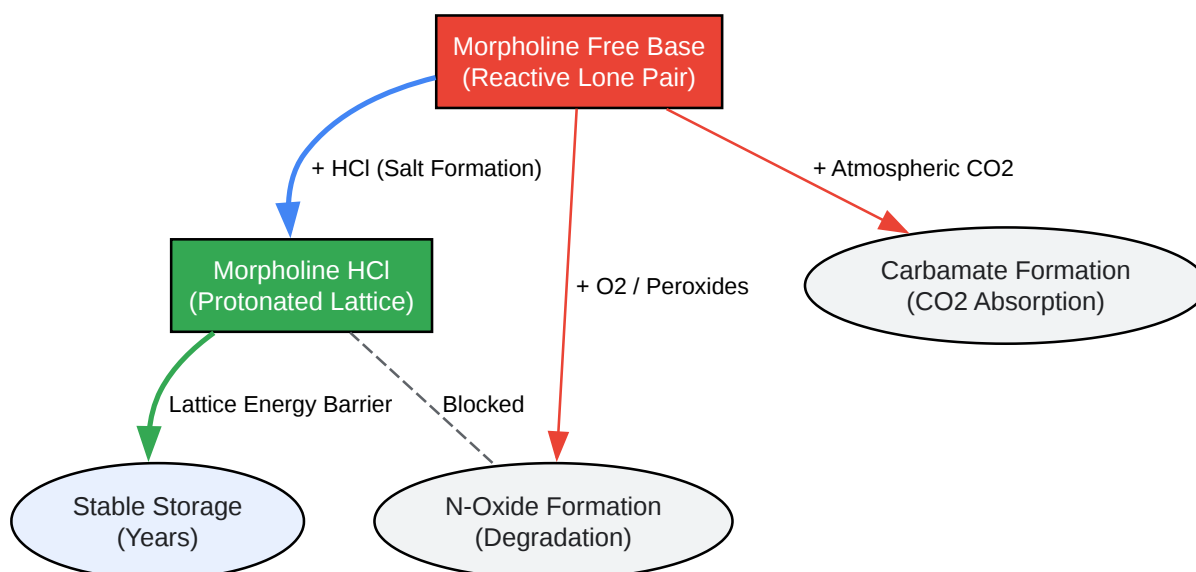 Morpholine Free Base
(Reactive Lone Pair)
+ HCl (Salt Formation)
+ Atmospheric CO2
Morpholine HCl
(Protonated Lattice)
+ O2 / Peroxides
Carbamate Formation
(CO2 Absorption)
Lattice Energy Barrier
Blocked
Stable Storage
(Years)
N-Oxide Formation
(Degradation)